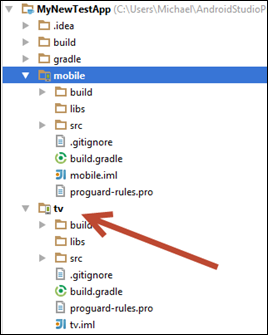 MyNewTestApp (C:\Users\Michael\AndroidStudioP
.idea
build
gradle
mobile
build
libs
src
.gitignore
build.gradle
mobile.iml
proguard-rules.pro
tv
build
libs
src
.gitignore
build.gradle
proguard-rules.pro
tv.iml